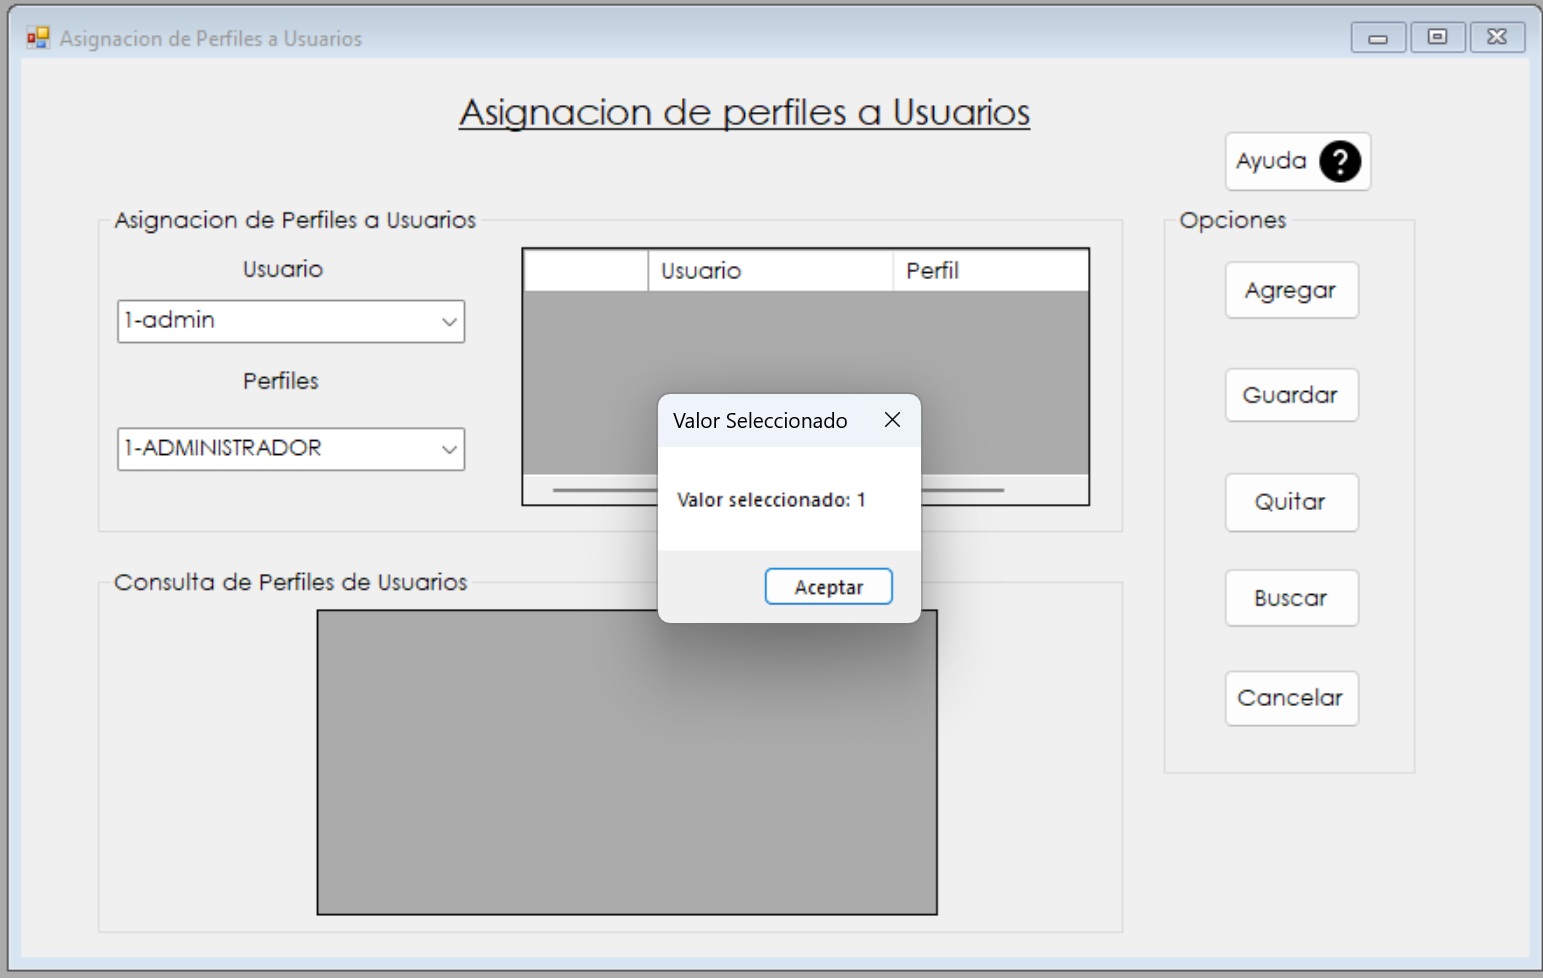 Asignacion de Perfiles a Usuarios
Asignacion de perfiles a Usuarios
Ayuda ?
Asignacion de Perfiles a Usuarios
Usuario
1-admin
Perfiles
1-ADMINISTRADOR
Usuario Perfil
Valor Seleccionado
Valor seleccionado: 1
Aceptar
Consulta de Perfiles de Usuarios
Opciones
Agregar
Guardar
Quitar
Buscar
Cancelar